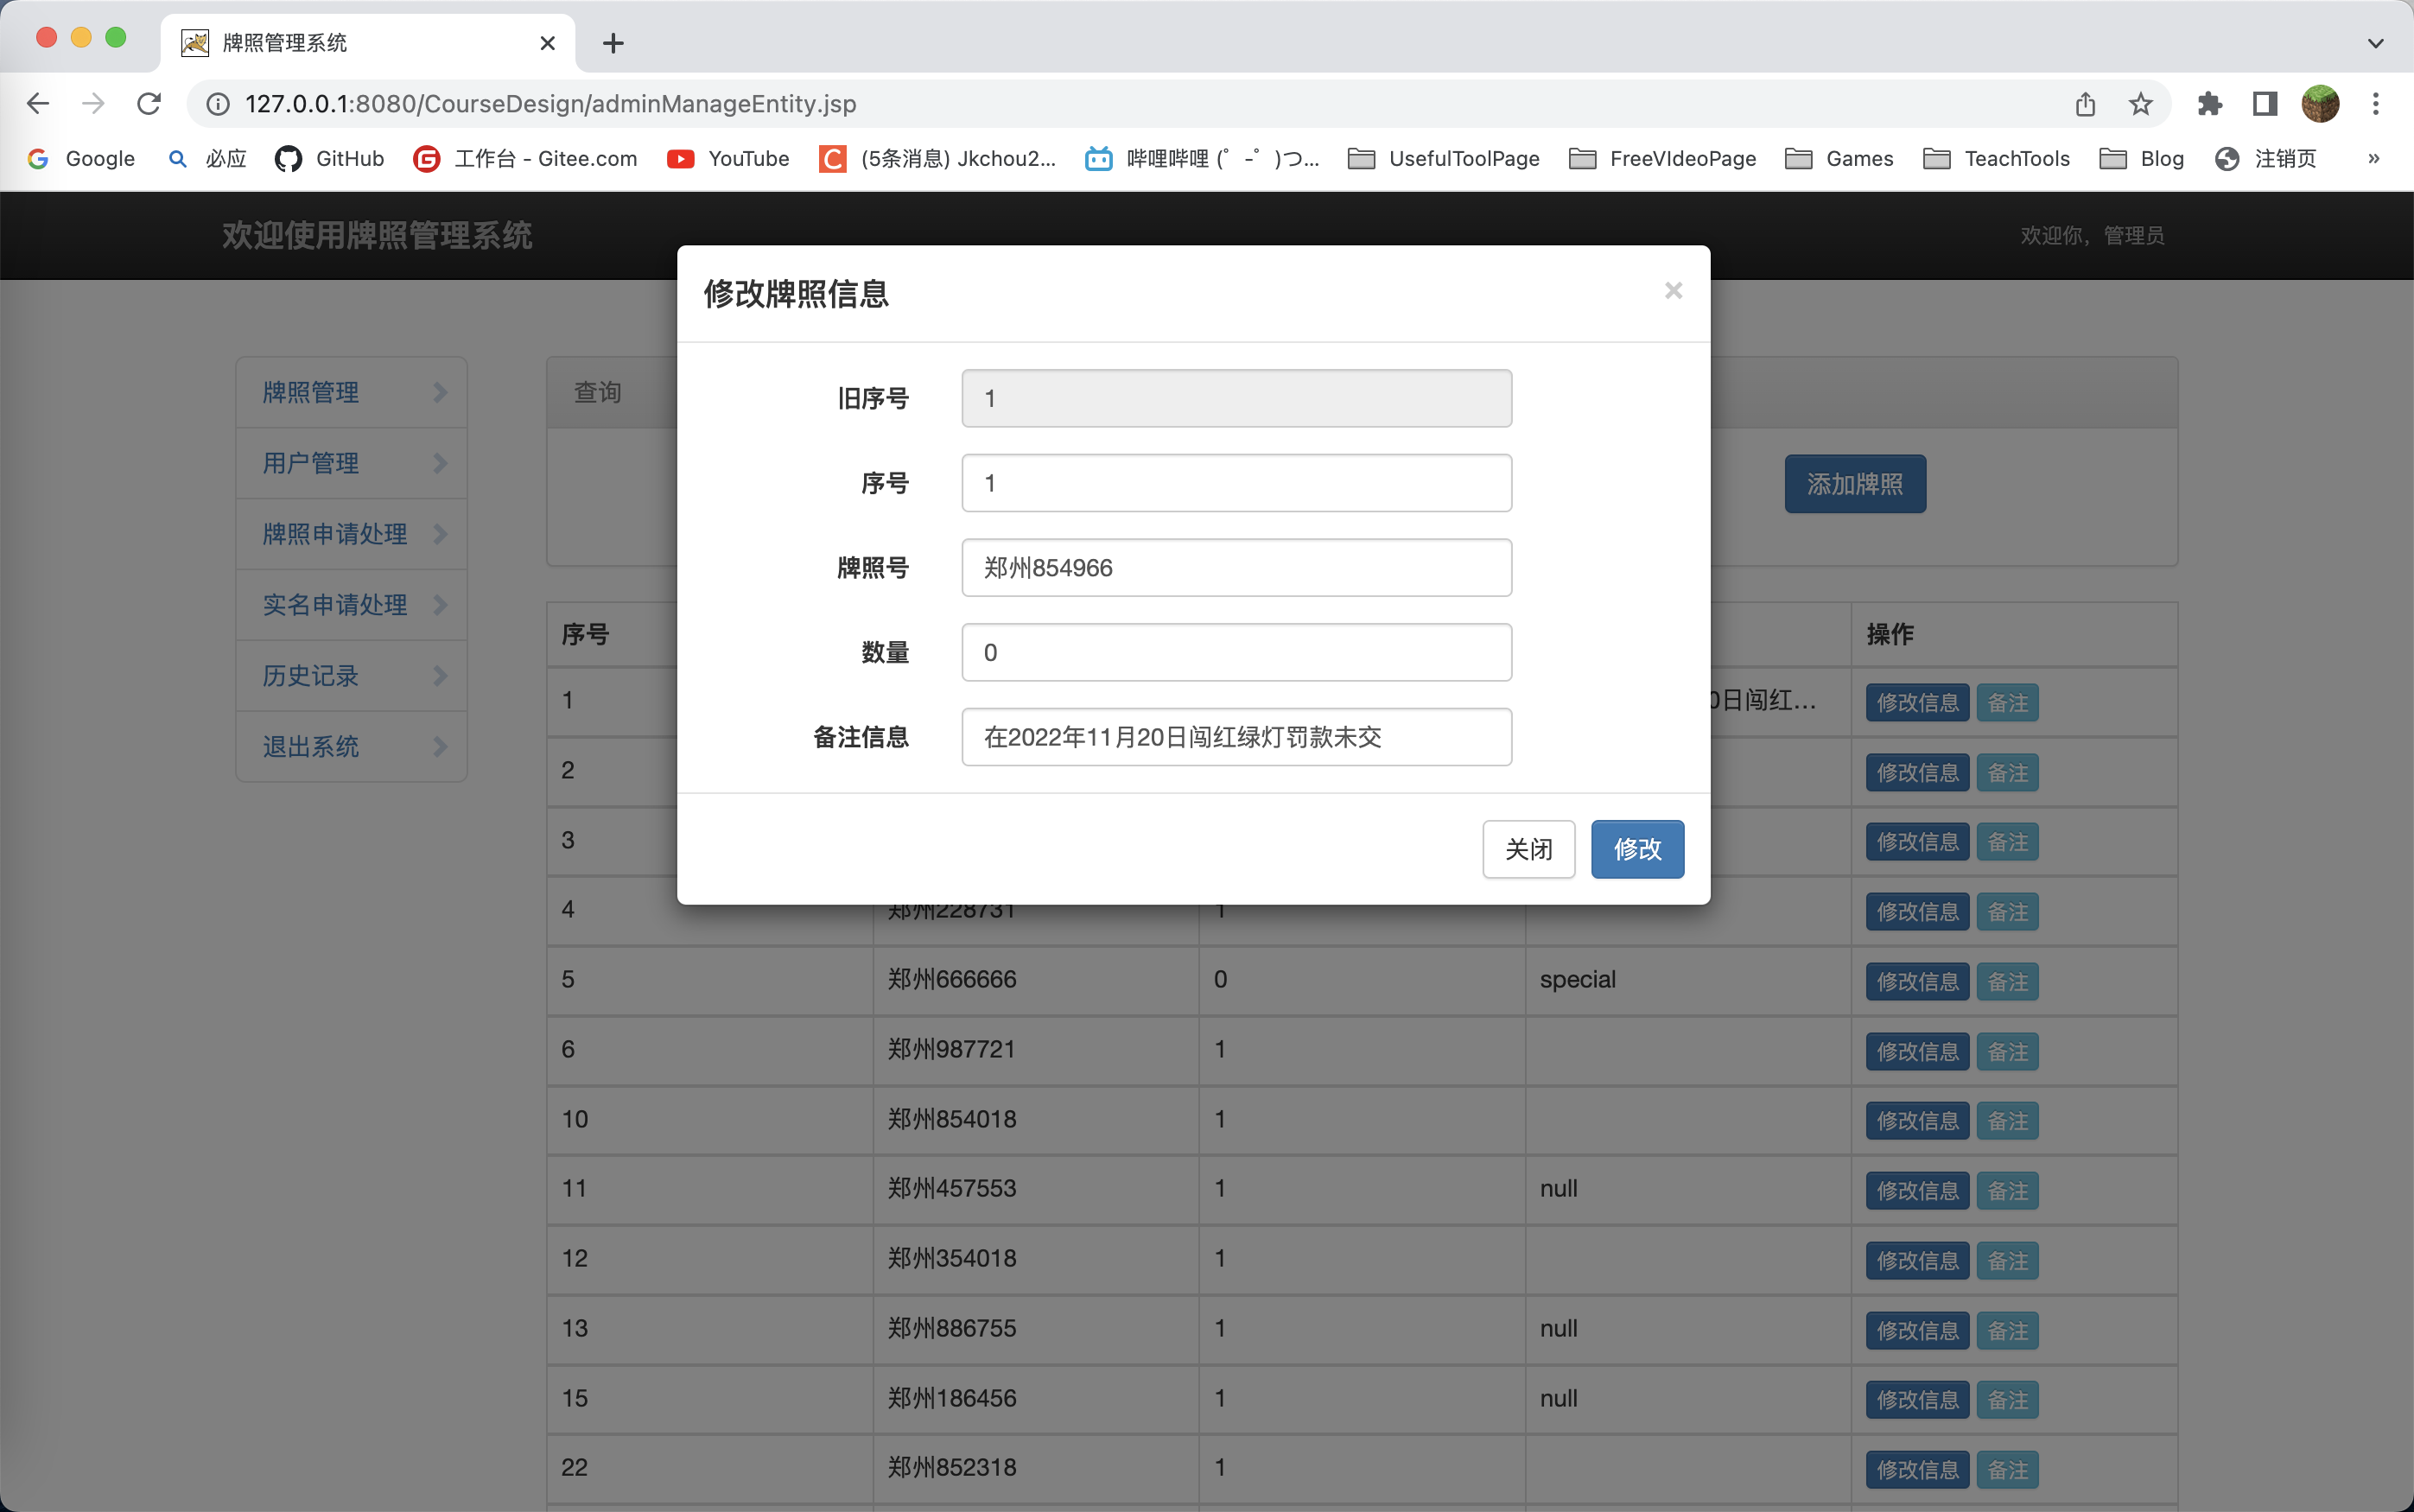 牌照管理系统
127.0.0.1:8080/CourseDesign/adminManageEntity.jsp
Google 必应 GitHub 工作台 - Gitee.com YouTube (5条消息) Jkchou2... 哔哩哔哩 (゜-゜)つ... UsefulToolPage FreeVIdeoPage Games TeachTools Blog 注销页 »
欢迎使用牌照管理系统 欢迎你，管理员
修改牌照信息 ×
旧序号 1
序号 1
牌照号 郑州854966
数量 0
备注信息 在2022年11月20日闯红绿灯罚款未交
关闭 修改
牌照管理
用户管理
牌照申请处理
实名申请处理
历史记录
退出系统
查询
添加牌照
序号 操作
1 0日闯红... 修改信息 备注
2 修改信息 备注
3 修改信息 备注
4 郑州228731 1 修改信息 备注
5 郑州666666 0 special 修改信息 备注
6 郑州987721 1 修改信息 备注
10 郑州854018 1 修改信息 备注
11 郑州457553 1 null 修改信息 备注
12 郑州354018 1 修改信息 备注
13 郑州886755 1 null 修改信息 备注
15 郑州186456 1 null 修改信息 备注
22 郑州852318 1 修改信息 备注